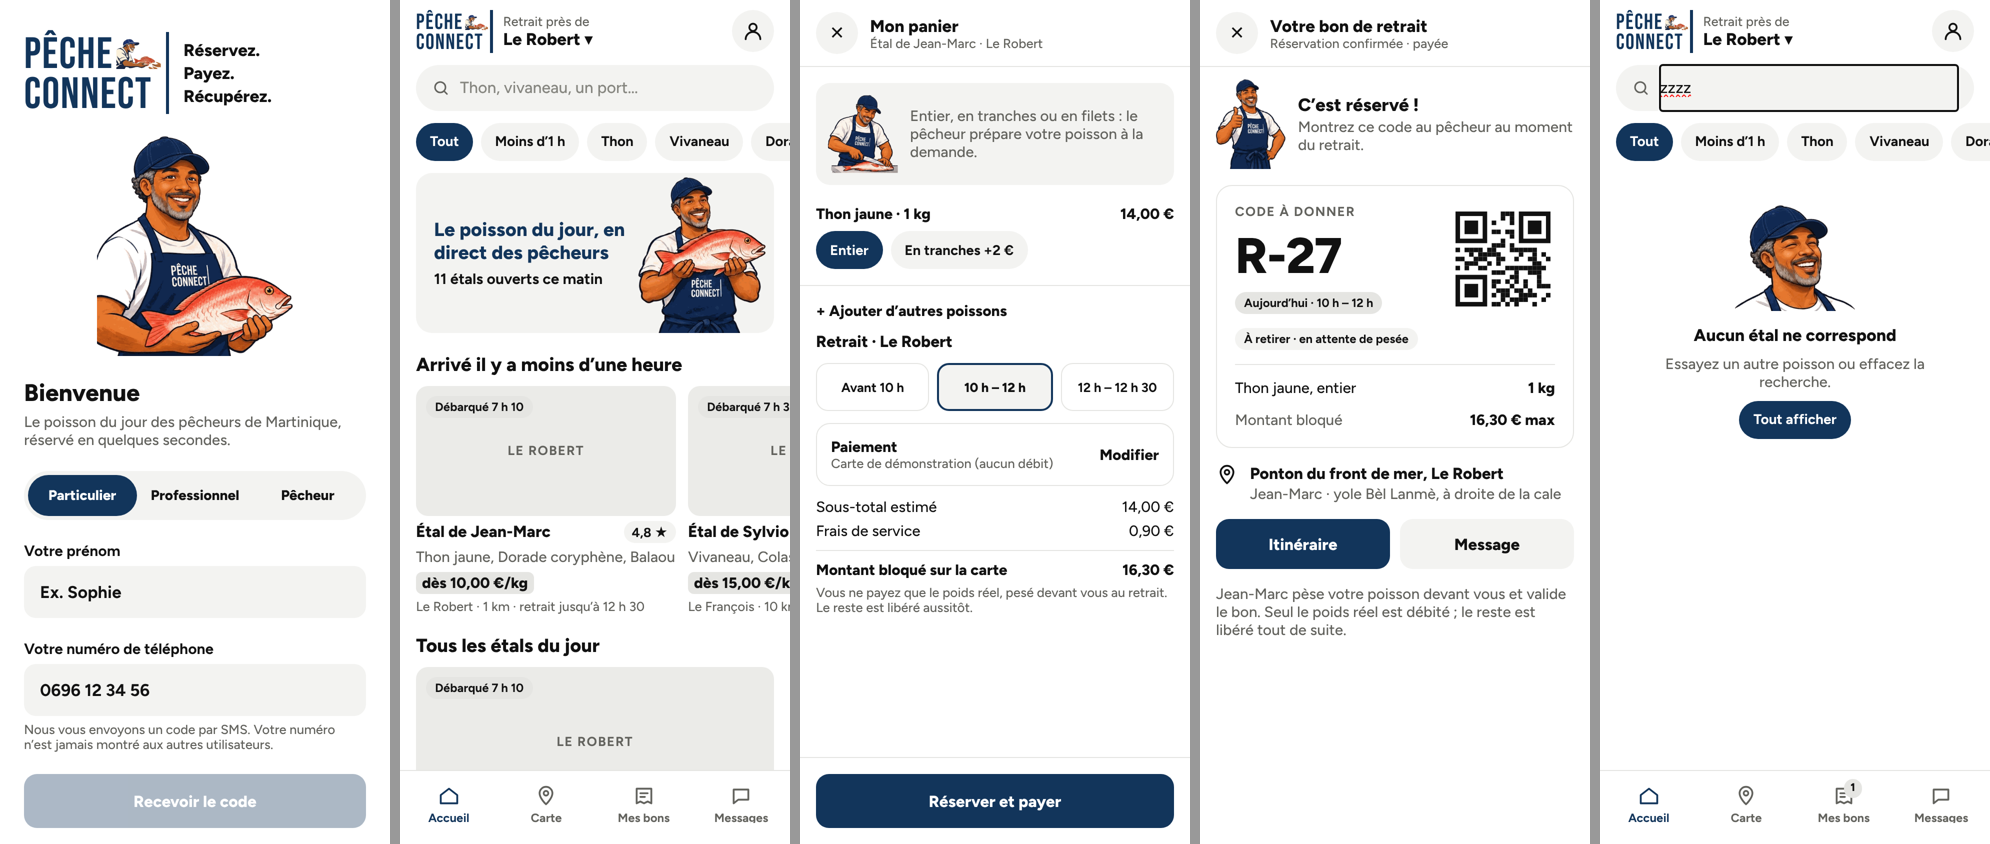 PÊCHE
CONNECT
Réservez.
Payez.
Récupérez.
PÊCHE
CONNECT
Bienvenue
Le poisson du jour des pêcheurs de Martinique,
réservé en quelques secondes.
Particulier
Professionnel
Pêcheur
Votre prénom
Ex. Sophie
Votre numéro de téléphone
0696 12 34 56
Nous vous envoyons un code par SMS. Votre numéro
n’est jamais montré aux autres utilisateurs.
Recevoir le code
PÊCHE
CONNECT
Retrait près de
Le Robert ▾
Thon, vivaneau, un port...
Tout
Moins d’1 h
Thon
Vivaneau
Dora
Le poisson du jour, en
direct des pêcheurs
11 étals ouverts ce matin
PÊCHE
CONNECT
Arrivé il y a moins d’une heure
Débarqué 7 h 10
LE ROBERT
Étal de Jean-Marc
4,8 ★
Thon jaune, Dorade coryphène, Balaou
dès 10,00 €/kg
Le Robert · 1 km · retrait jusqu’à 12 h 30
Débarqué 7 h 3
LE
Étal de Sylvio
Vivaneau, Colas
dès 15,00 €/k
Le François · 10 k
Tous les étals du jour
Débarqué 7 h 10
LE ROBERT
Accueil
Carte
Mes bons
Messages
Mon panier
Étal de Jean-Marc · Le Robert
Entier, en tranches ou en filets : le
pêcheur prépare votre poisson à la
demande.
Thon jaune · 1 kg
14,00 €
Entier
En tranches +2 €
+ Ajouter d’autres poissons
Retrait · Le Robert
Avant 10 h
10 h – 12 h
12 h – 12 h 30
Paiement
Carte de démonstration (aucun débit)
Modifier
Sous-total estimé
14,00 €
Frais de service
0,90 €
Montant bloqué sur la carte
16,30 €
Vous ne payez que le poids réel, pesé devant vous au retrait.
Le reste est libéré aussitôt.
Réserver et payer
Votre bon de retrait
Réservation confirmée · payée
C’est réservé !
Montrez ce code au pêcheur au moment
du retrait.
CODE À DONNER
R-27
Aujourd’hui · 10 h – 12 h
À retirer · en attente de pesée
Thon jaune, entier
1 kg
Montant bloqué
16,30 € max
Ponton du front de mer, Le Robert
Jean-Marc · yole Bèl Lanmè, à droite de la cale
Itinéraire
Message
Jean-Marc pèse votre poisson devant vous et valide
le bon. Seul le poids réel est débité ; le reste est
libéré tout de suite.
PÊCHE
CONNECT
Retrait près de
Le Robert ▾
zzzz
Tout
Moins d’1 h
Thon
Vivaneau
Dora
Aucun étal ne correspond
Essayez un autre poisson ou effacez la
recherche.
Tout afficher
Accueil
Carte
1
Mes bons
Messages